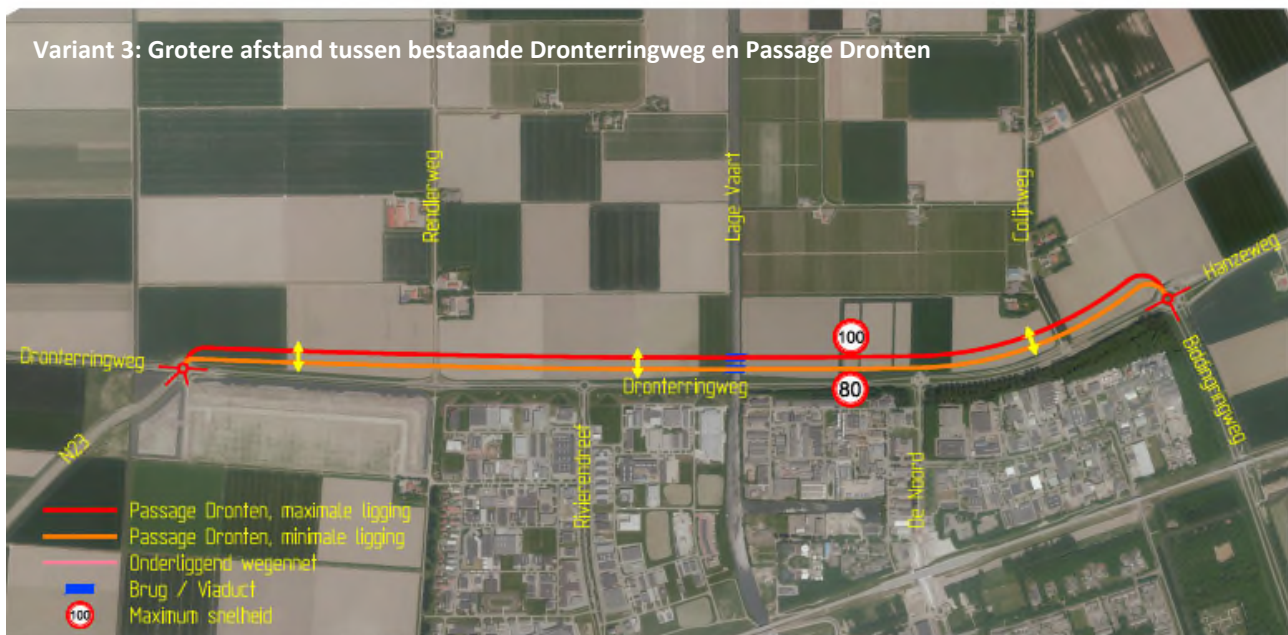 Variant 3: Grotere afstand tussen bestaande Dronterringweg en Passage Dronten
Rendierweg
Lage Vaart
Colijnweg
Hanzeweg
100
Dronterringweg
Dronterringweg
80
Biddingringweg
N23
Rivierendreef
De Noord
Passage Dronten, maximale ligging
Passage Dronten, minimale ligging
Onderliggend wegennet
Brug / Viaduct
100 Maximum snelheid